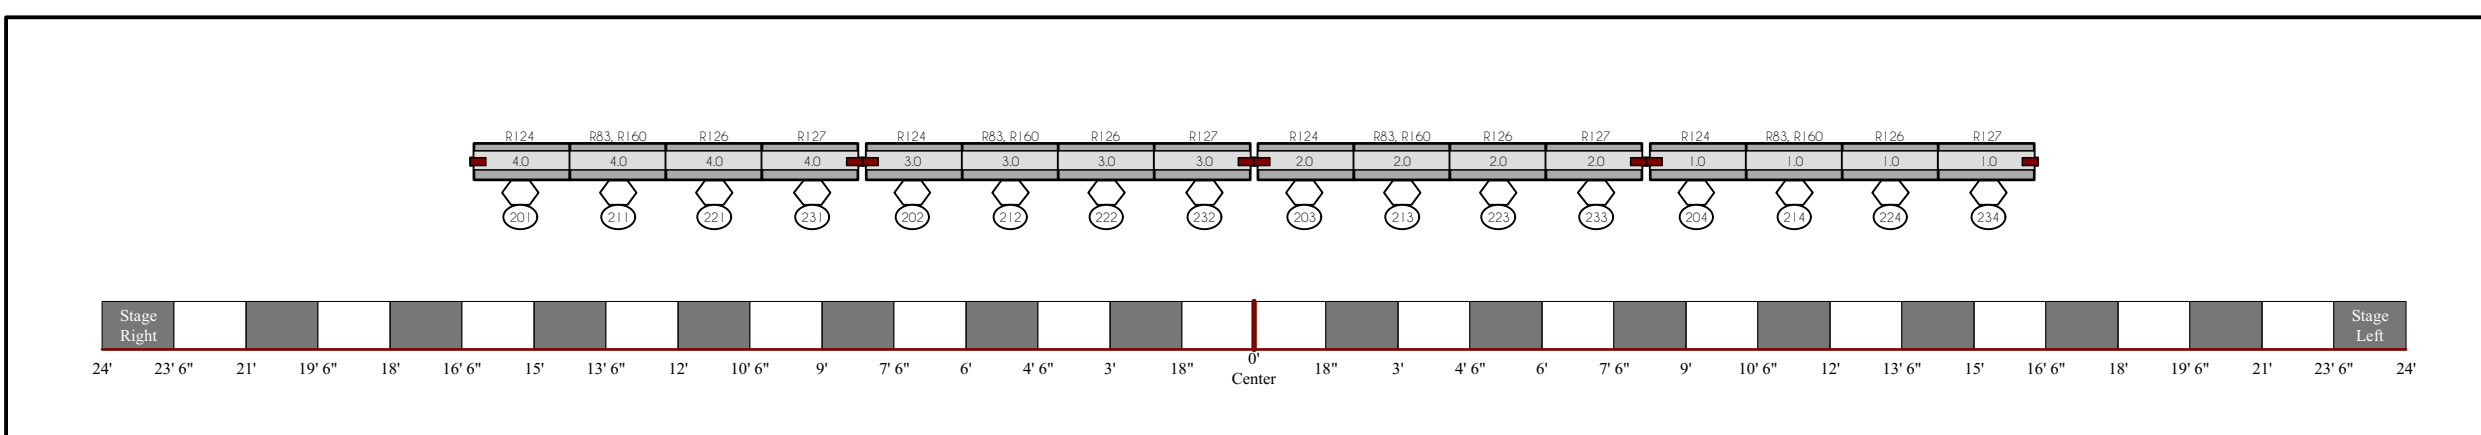 R124 R83, R160 R126 R127 R124 R83, R160 R126 R127 R124 R83, R160 R126 R127 R124 R83, R160 R126 R127
4.0 4.0 4.0 4.0 3.0 3.0 3.0 3.0 2.0 2.0 2.0 2.0 1.0 1.0 1.0 1.0
201 211 221 231 202 212 222 232 203 213 223 233 204 214 224 234
Stage
Right
Stage
Left
24' 23' 6" 21' 19' 6" 18' 16' 6" 15' 13' 6" 12' 10' 6" 9' 7' 6" 6' 4' 6" 3' 18" 0' 18" 3' 4' 6" 6' 7' 6" 9' 10' 6" 12' 13' 6" 15' 16' 6" 18' 19' 6" 21' 23' 6" 24'
Center